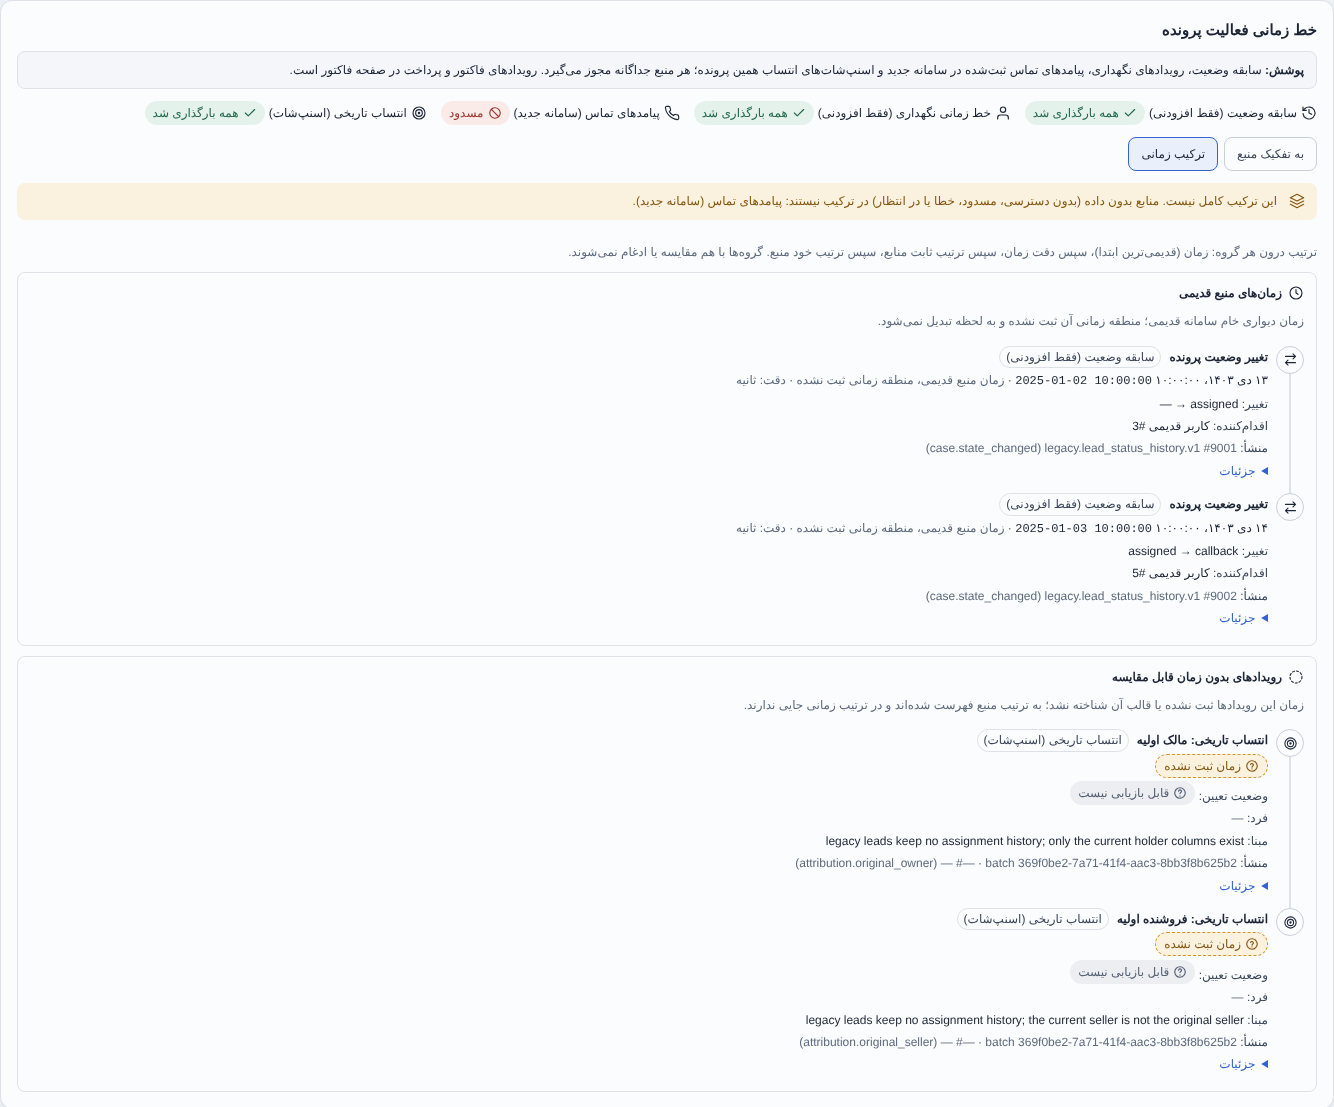 خط زمانی فعالیت پرونده
پوشش: سابقه وضعیت، رویدادهای نگهداری، پیامدهای تماس ثبت‌شده در سامانه جدید و اسنپ‌شات‌های انتساب همین پرونده؛ هر منبع جداگانه مجوز می‌گیرد. رویدادهای فاکتور و پرداخت در صفحه فاکتور است.
سابقه وضعیت (فقط افزودنی) همه بارگذاری شد خط زمانی نگهداری (فقط افزودنی) همه بارگذاری شد پیامدهای تماس (سامانه جدید) مسدود انتساب تاریخی (اسنپ‌شات) همه بارگذاری شد
به تفکیک منبع ترکیب زمانی
این ترکیب کامل نیست. منابع بدون داده (بدون دسترسی، مسدود، خطا یا در انتظار) در ترکیب نیستند: پیامدهای تماس (سامانه جدید).
ترتیب درون هر گروه: زمان (قدیمی‌ترین ابتدا)، سپس دقت زمان، سپس ترتیب ثابت منابع، سپس ترتیب خود منبع. گروه‌ها با هم مقایسه یا ادغام نمی‌شوند.
زمان‌های منبع قدیمی
زمان دیواری خام سامانه قدیمی؛ منطقه زمانی آن ثبت نشده و به لحظه تبدیل نمی‌شود.
تغییر وضعیت پرونده سابقه وضعیت (فقط افزودنی)
۱۳ دی ۱۴۰۳، ۱۰:۰۰:۰۰ 2025-01-02 10:00:00 · زمان منبع قدیمی، منطقه زمانی ثبت نشده · دقت: ثانیه
تغییر: — → assigned
اقدام‌کننده: کاربر قدیمی #3
منشأ: legacy.lead_status_history.v1 #9001 (case.state_changed)
جزئیات
تغییر وضعیت پرونده سابقه وضعیت (فقط افزودنی)
۱۴ دی ۱۴۰۳، ۱۰:۰۰:۰۰ 2025-01-03 10:00:00 · زمان منبع قدیمی، منطقه زمانی ثبت نشده · دقت: ثانیه
تغییر: assigned → callback
اقدام‌کننده: کاربر قدیمی #5
منشأ: legacy.lead_status_history.v1 #9002 (case.state_changed)
جزئیات
رویدادهای بدون زمان قابل مقایسه
زمان این رویدادها ثبت نشده یا قالب آن شناخته نشد؛ به ترتیب منبع فهرست شده‌اند و در ترتیب زمانی جایی ندارند.
انتساب تاریخی: مالک اولیه انتساب تاریخی (اسنپ‌شات)
زمان ثبت نشده
وضعیت تعیین: قابل بازیابی نیست
فرد: —
مبنا: legacy leads keep no assignment history; only the current holder columns exist
منشأ: (attribution.original_owner) — #— · batch 369f0be2-7a71-41f4-aac3-8bb3f8b625b2
جزئیات
انتساب تاریخی: فروشنده اولیه انتساب تاریخی (اسنپ‌شات)
زمان ثبت نشده
وضعیت تعیین: قابل بازیابی نیست
فرد: —
مبنا: legacy leads keep no assignment history; the current seller is not the original seller
منشأ: (attribution.original_seller) — #— · batch 369f0be2-7a71-41f4-aac3-8bb3f8b625b2
جزئیات